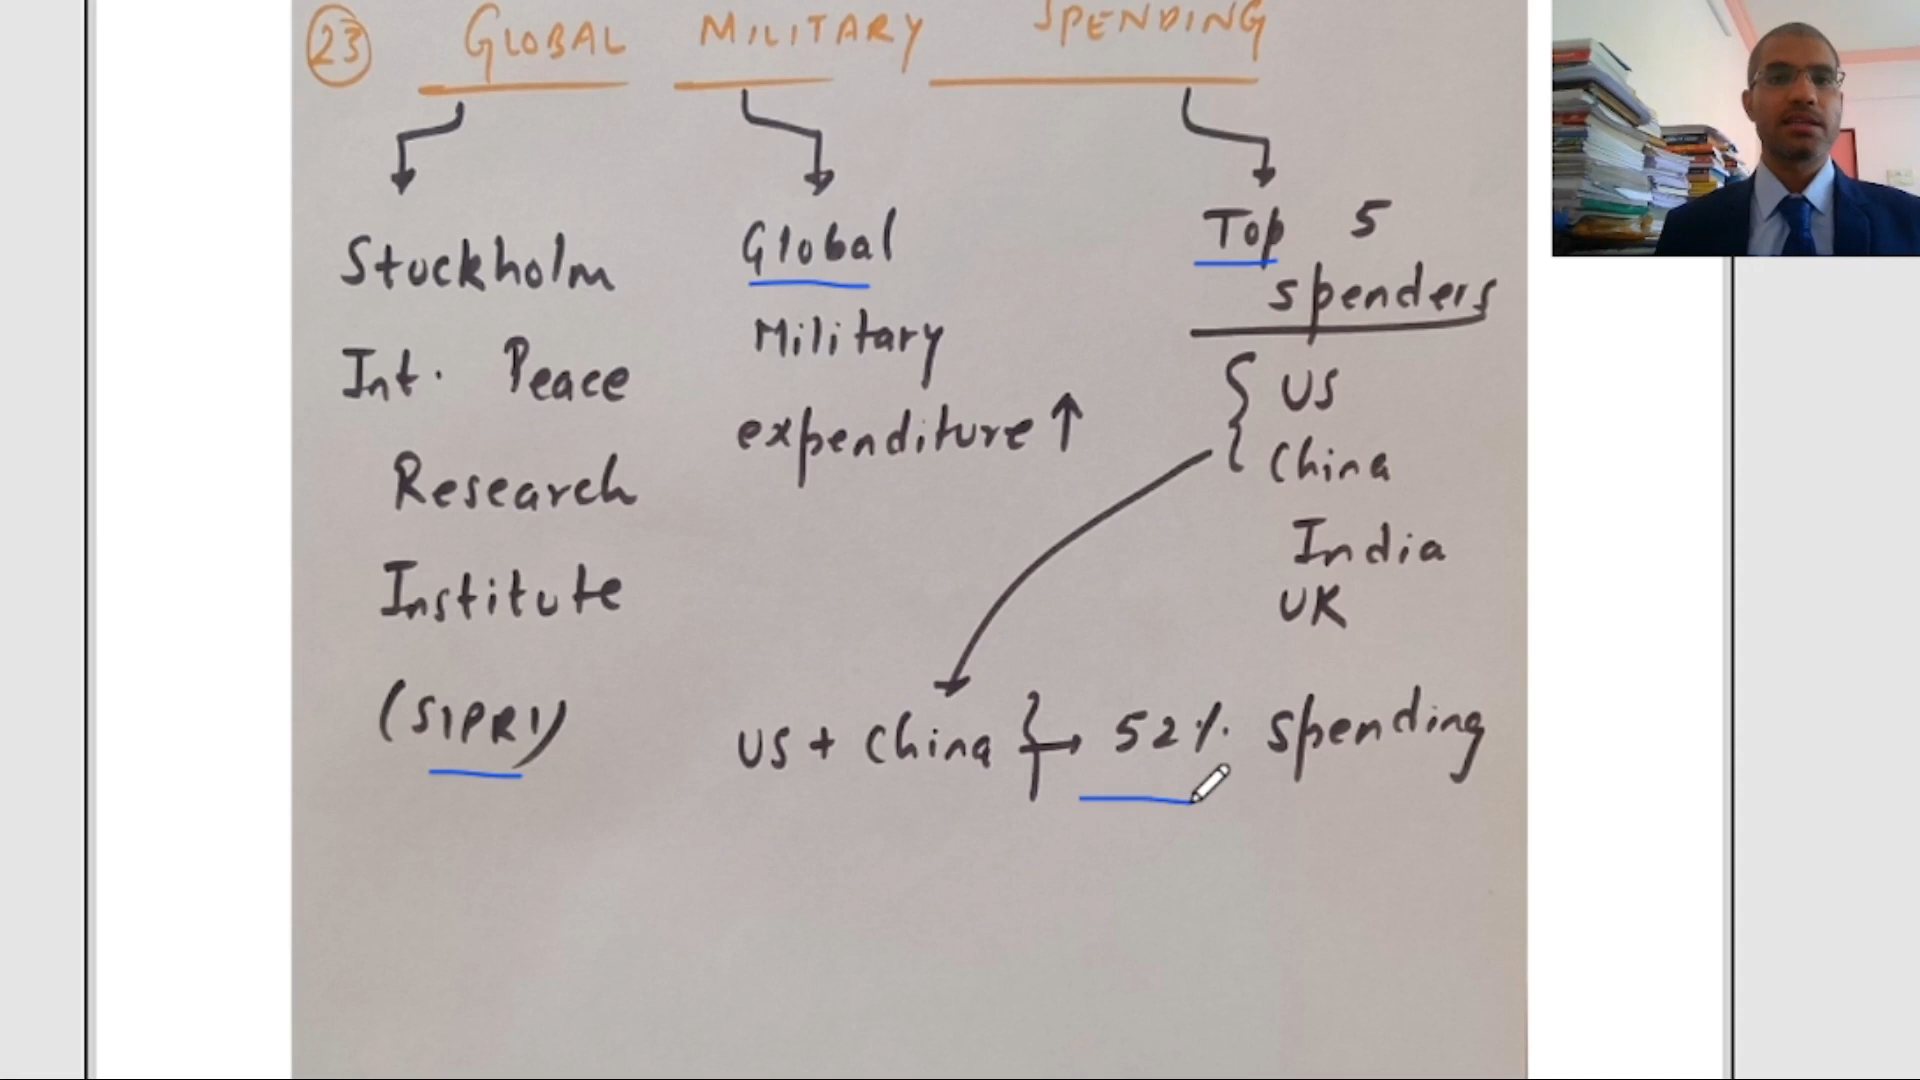 23 GLOBAL MILITARY SPENDING
Stockholm
Int. Peace
Research
Institute
(SIPRI)
Global
Military
expenditure ↑
Top 5
spenders
US
China
India
UK
US + China } → 52% spending